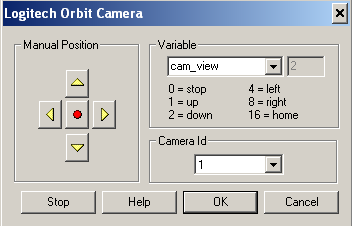 Logitech Orbit Camera
Manual Position
Variable
cam_view
2
0 = stop 4 = left
1 = up 8 = right
2 = down 16 = home
Camera Id
1
Stop Help OK Cancel